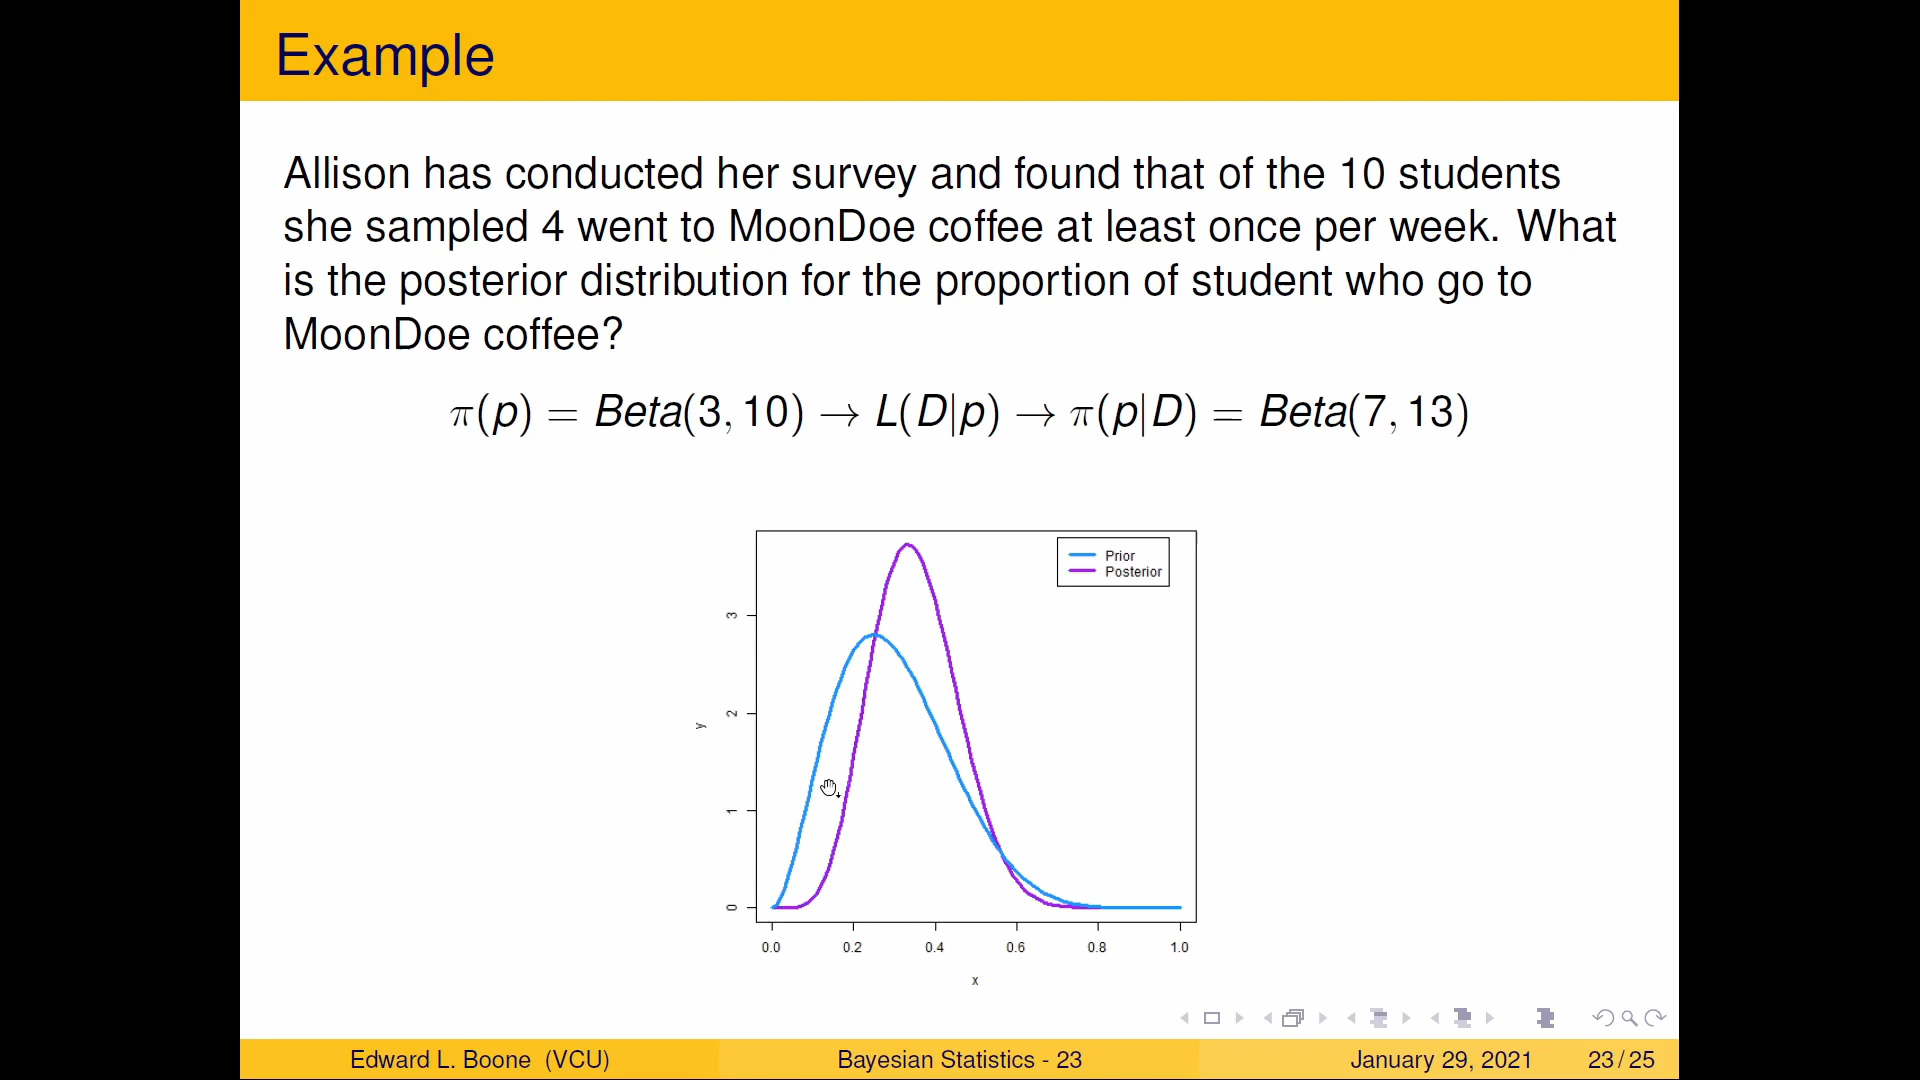 Example
Allison has conducted her survey and found that of the 10 students
she sampled 4 went to MoonDoe coffee at least once per week. What
is the posterior distribution for the proportion of student who go to
MoonDoe coffee?
π(p) = Beta(3, 10) → L(D|p) → π(p|D) = Beta(7, 13)
Prior
Posterior
3
2
1
0
y
0.0 0.2 0.4 0.6 0.8 1.0
x
Edward L. Boone (VCU) Bayesian Statistics - 23 January 29, 2021 23/25